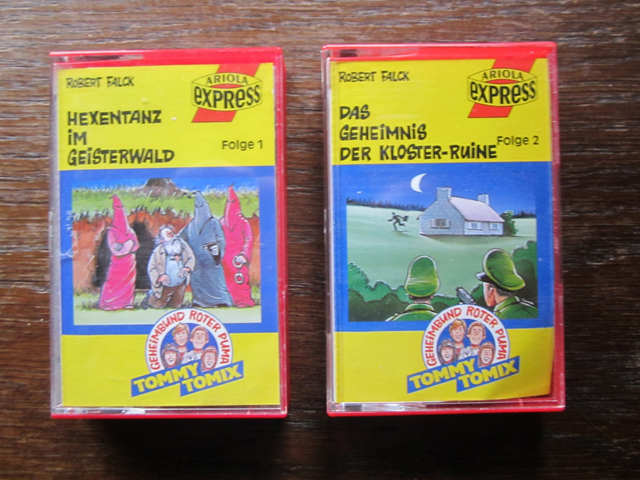 ROBERT FALCK
ARIOLA
EXPRESS
HEXENTANZ
IM
GEISTERWALD
Folge 1
GEHEIMBUND ROTER PUMA
TOMMY
TOMIX
ROBERT FALCK
ARIOLA
EXPRESS
DAS
GEHEIMNIS
DER KLOSTER-RUINE
Folge 2
GEHEIMBUND ROTER PUMA
TOMMY
TOMIX